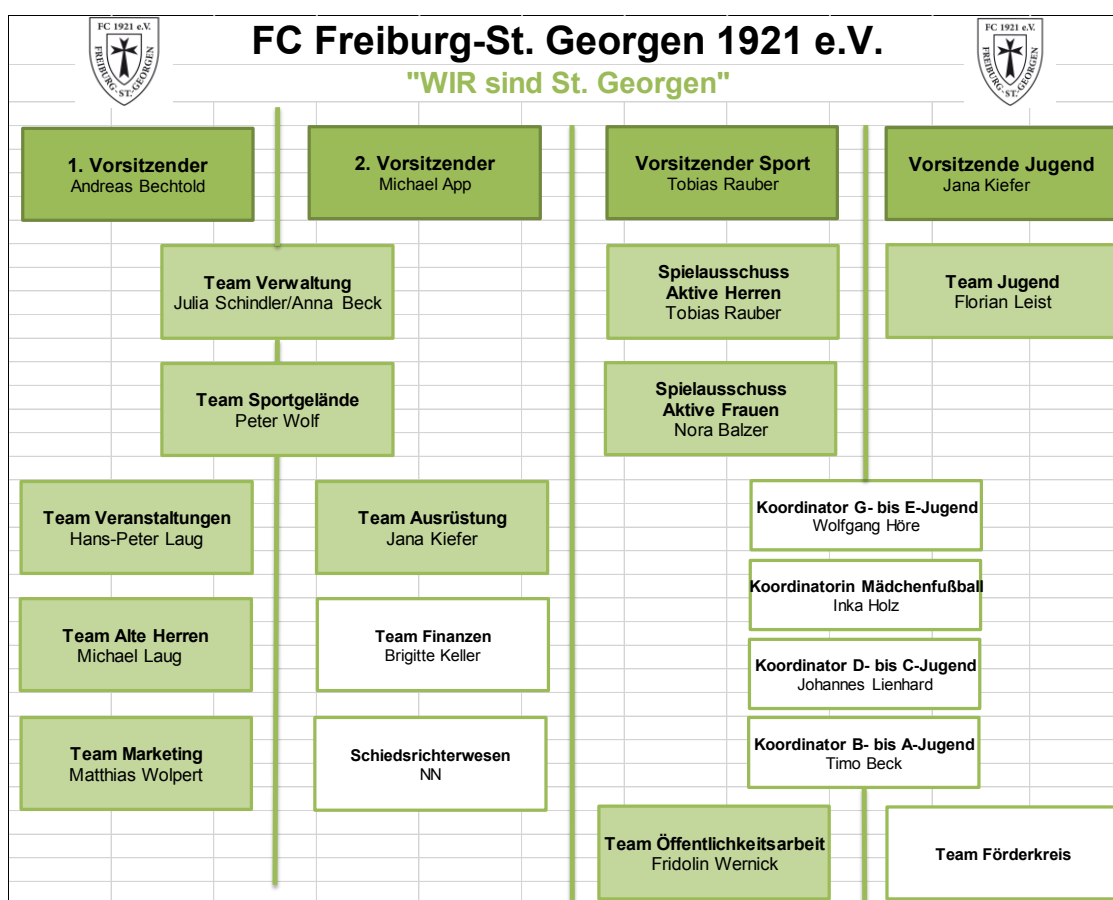 FC 1921 e.V.
FREIBURG-ST.GEORGEN
FC Freiburg-St. Georgen 1921 e.V.
"WIR sind St. Georgen"
FC 1921 e.V.
FREIBURG-ST.GEORGEN
1. Vorsitzender
Andreas Bechtold
2. Vorsitzender
Michael App
Vorsitzender Sport
Tobias Rauber
Vorsitzende Jugend
Jana Kiefer
Team Verwaltung
Julia Schindler/Anna Beck
Spielausschuss
Aktive Herren
Tobias Rauber
Team Jugend
Florian Leist
Team Sportgelände
Peter Wolf
Spielausschuss
Aktive Frauen
Nora Balzer
Team Veranstaltungen
Hans-Peter Laug
Team Ausrüstung
Jana Kiefer
Koordinator G- bis E-Jugend
Wolfgang Höre
Koordinatorin Mädchenfußball
Inka Holz
Team Alte Herren
Michael Laug
Team Finanzen
Brigitte Keller
Koordinator D- bis C-Jugend
Johannes Lienhard
Team Marketing
Matthias Wolpert
Schiedsrichterwesen
NN
Koordinator B- bis A-Jugend
Timo Beck
Team Öffentlichkeitsarbeit
Fridolin Wernick
Team Förderkreis